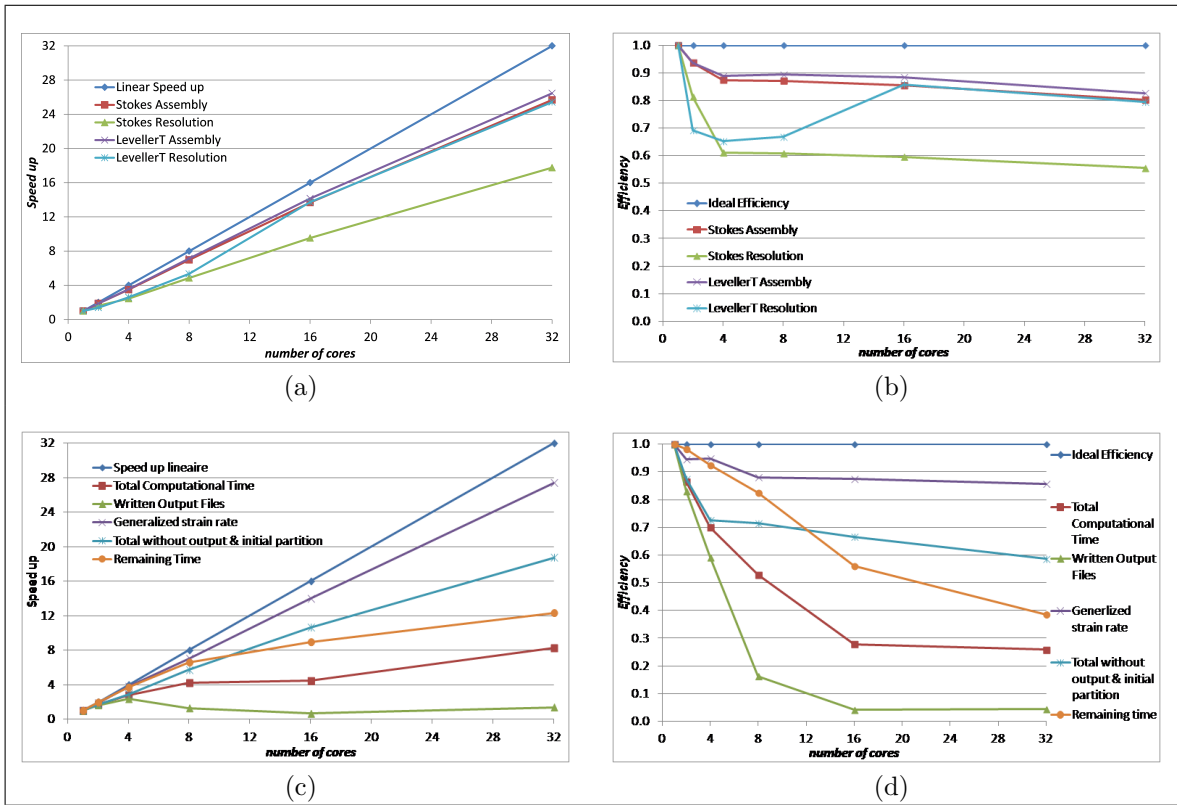 32
28
24
20
16
12
8
4
0
Speed up
Linear Speed up
Stokes Assembly
Stokes Resolution
LevellerT Assembly
LevellerT Resolution
0 4 8 12 16 20 24 28 32
number of cores
(a)
1.0
0.9
0.8
0.7
0.6
0.5
0.4
0.3
0.2
0.1
0.0
Efficiency
Ideal Efficiency
Stokes Assembly
Stokes Resolution
LevellerT Assembly
LevellerT Resolution
0 4 8 12 16 20 24 28 32
number of cores
(b)
32
28
24
20
16
12
8
4
0
Speed up
Speed up lineaire
Total Computational Time
Written Output Files
Generalized strain rate
Total without output & initial partition
Remaining Time
0 4 8 12 16 20 24 28 32
number of cores
(c)
1.0
0.9
0.8
0.7
0.6
0.5
0.4
0.3
0.2
0.1
0.0
Efficiency
Ideal Efficiency
Total
Computational
Time
Written Output
Files
Generlized
strain rate
Total without
output & initial
partition
Remaining time
0 4 8 12 16 20 24 28 32
number of cores
(d)